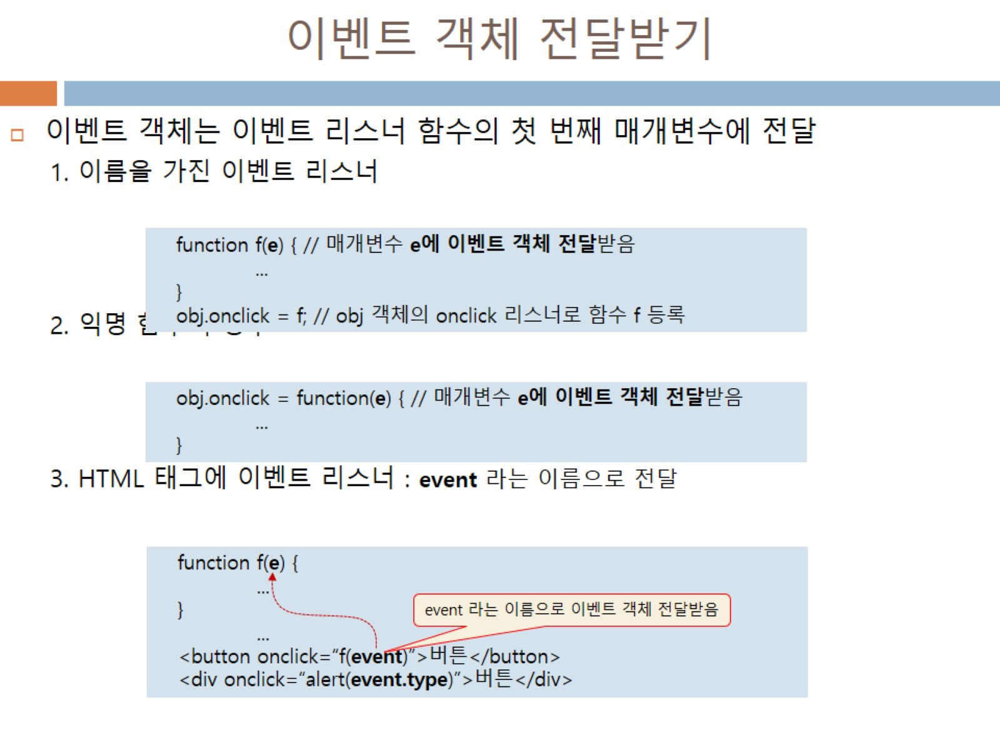 이벤트 객체 전달받기
이벤트 객체는 이벤트 리스너 함수의 첫 번째 매개변수에 전달
1. 이름을 가진 이벤트 리스너
function f(e) { // 매개변수 e에 이벤트 객체 전달받음
...
}
obj.onclick = f; // obj 객체의 onclick 리스너로 함수 f 등록
2. 익명
obj.onclick = function(e) { // 매개변수 e에 이벤트 객체 전달받음
...
}
3. HTML 태그에 이벤트 리스너 : event 라는 이름으로 전달
function f(e) {
...
}
event 라는 이름으로 이벤트 객체 전달받음
...
<button onclick=“f(event)”>버튼</button>
<div onclick=“alert(event.type)”>버튼</div>